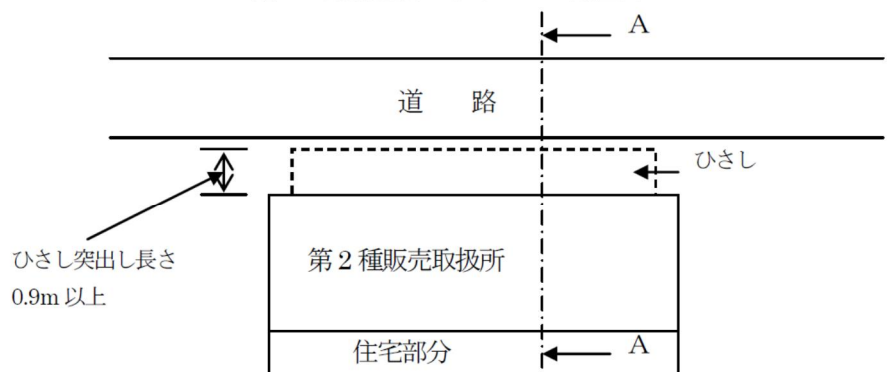 A
道　路
ひさし
ひさし突出し長さ
0.9m 以上
第 2 種販売取扱所
住宅部分
A